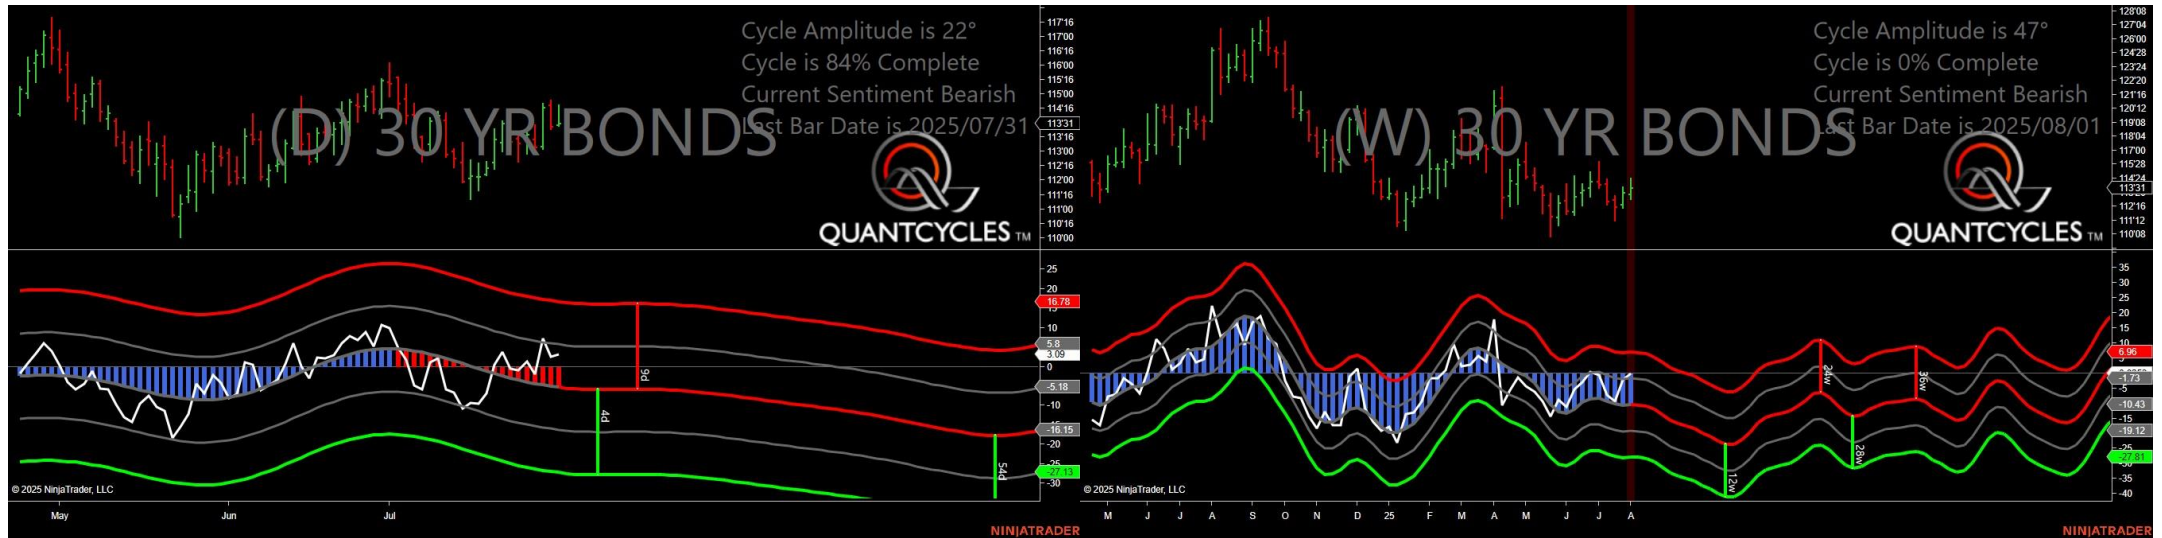 Cycle Amplitude is 22°
Cycle is 84% Complete
Current Sentiment Bearish
Last Bar Date is 2025/07/31
(D) 30 YR BONDS
QUANTCYCLES TM
117'16
117'00
116'16
116'00
115'16
115'00
114'16
113'31
113'16
113'00
112'16
112'00
111'16
111'00
110'16
110'00
25
20
16.78
10
5.8
3.09
0
-5.18
-10
-16.15
-20
-27.13
-30
9d
4d
54d
© 2025 NinjaTrader, LLC
May
Jun
Jul
NINJATRADER
Cycle Amplitude is 47°
Cycle is 0% Complete
Current Sentiment Bearish
Last Bar Date is 2025/08/01
(W) 30 YR BONDS
QUANTCYCLES TM
128'08
127'04
126'00
124'28
123'24
122'20
121'16
120'12
119'08
118'04
117'00
115'28
114'24
113'31
112'16
111'12
110'08
35
30
25
20
15
10
6.96
-1.73
-5
-10.43
-15
-19.12
-27.81
-35
-40
24w
36w
12w
28w
© 2025 NinjaTrader, LLC
M
J
J
A
S
O
N
D
25
F
M
A
M
J
J
A
NINJATRADER